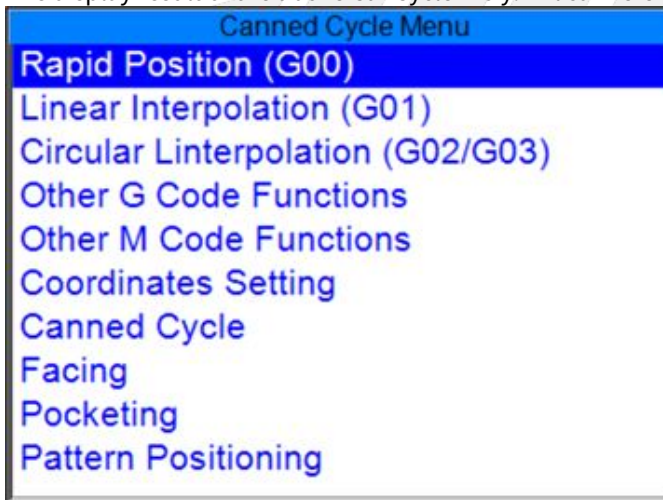 Canned Cycle Menu
Rapid Position (G00)
Linear Interpolation (G01)
Circular Linterpolation (G02/G03)
Other G Code Functions
Other M Code Functions
Coordinates Setting
Canned Cycle
Facing
Pocketing
Pattern Positioning